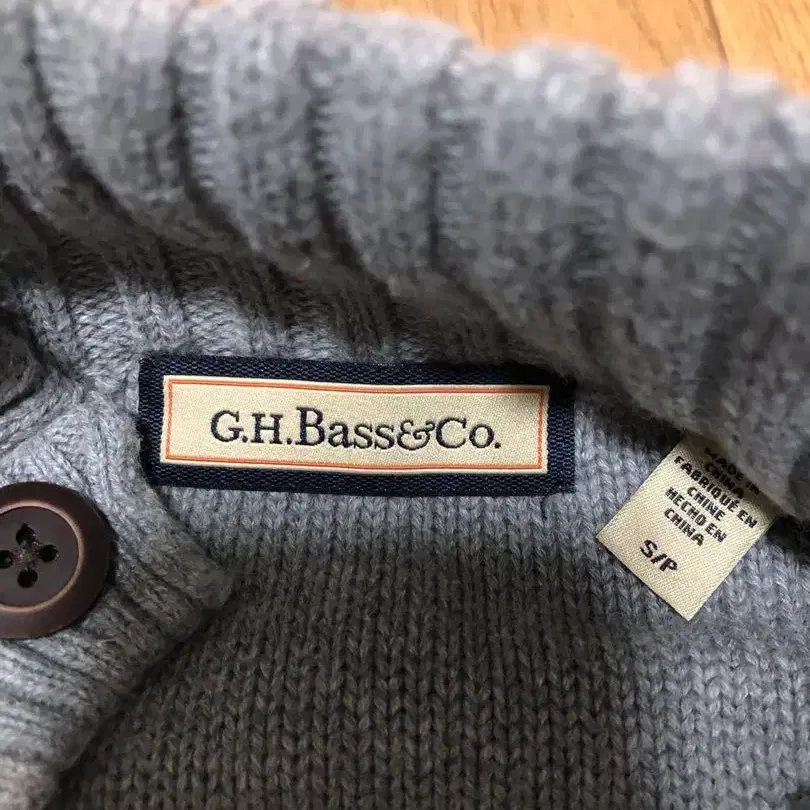 G.H.Bass&Co.
MADE IN
CHINA
FABRIQUÉ EN
CHINE
HECHO EN
CHINA
S/P